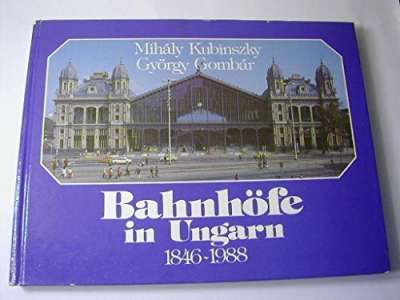 Mihály Kubinszky
György Gombár
Bahnhöfe
in Ungarn
1846-1988